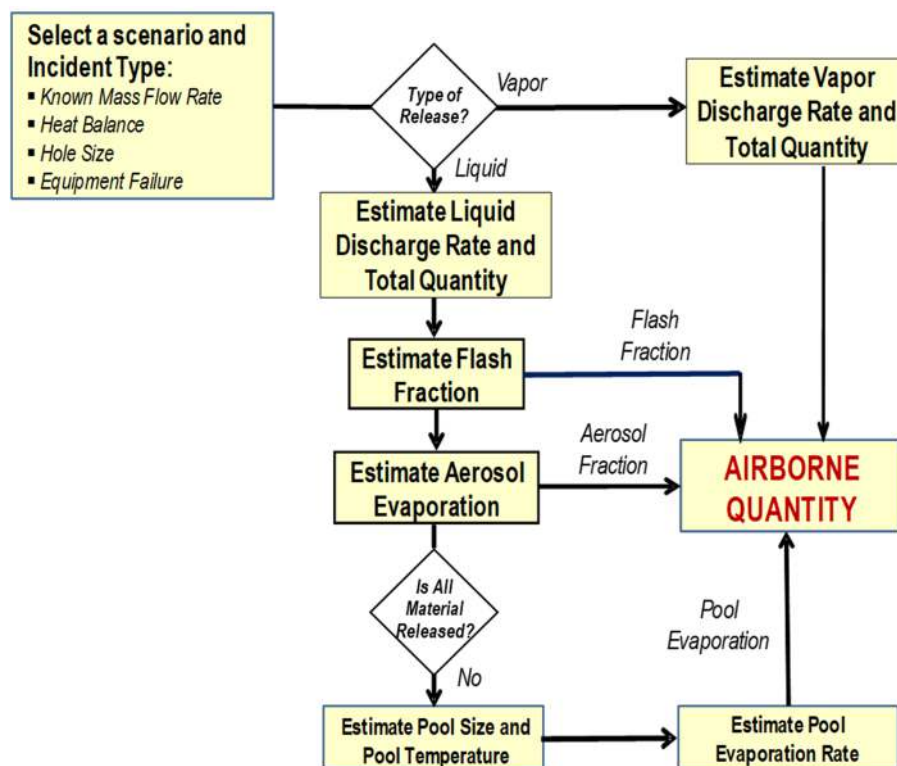 Select a scenario and
Incident Type:
▪ Known Mass Flow Rate
▪ Heat Balance
▪ Hole Size
▪ Equipment Failure
Type of
Release?
Vapor
Estimate Vapor
Discharge Rate and
Total Quantity
Liquid
Estimate Liquid
Discharge Rate and
Total Quantity
Flash
Fraction
Estimate Flash
Fraction
Aerosol
Fraction
Estimate Aerosol
Evaporation
AIRBORNE
QUANTITY
Is All
Material
Released?
Pool
Evaporation
No
Estimate Pool Size and
Pool Temperature
Estimate Pool
Evaporation Rate